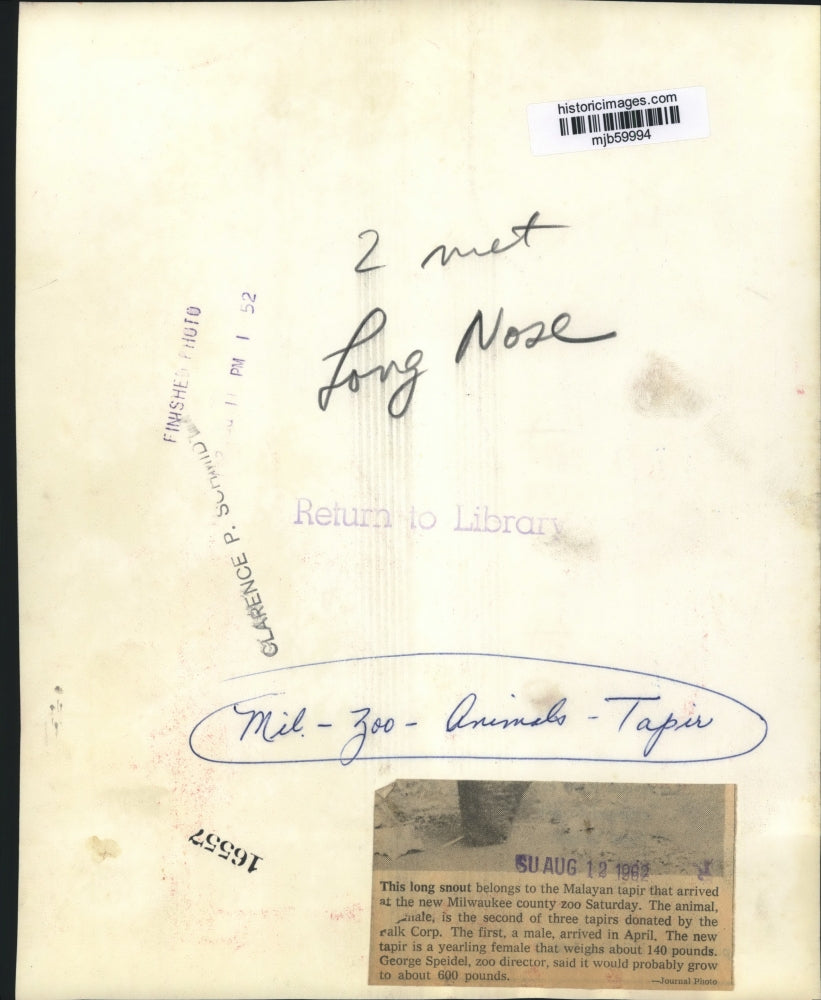 historicimages.com
mjb59994
2 met
Long Nose
FINISHED PHOTO
PM 1 52
CLARENCE P.
Return to Library
Mil. - Zoo - Animals - Tapir
16557
SU AUG 12 1962
This long snout belongs to the Malayan tapir that arrived
at the new Milwaukee county zoo Saturday. The animal,
male, is the second of three tapirs donated by the
alk Corp. The first, a male, arrived in April. The new
tapir is a yearling female that weighs about 140 pounds.
George Speidel, zoo director, said it would probably grow
to about 600 pounds.
—Journal Photo